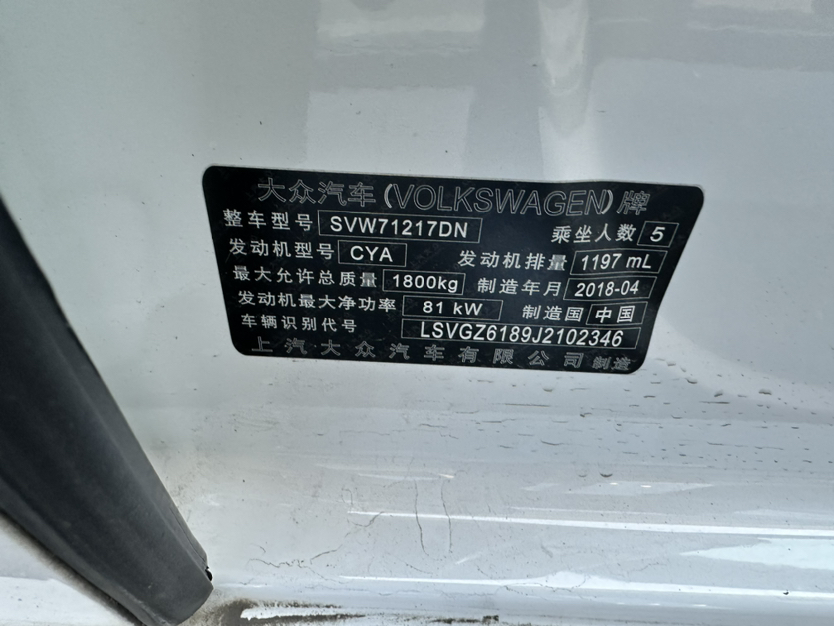 大众汽车(VOLKSWAGEN)牌
整车型号 SVW71217DN 乘坐人数 5
发动机型号 CYA 发动机排量 1197 mL
最大允许总质量 1800kg 制造年月 2018-04
发动机最大净功率 81 kW 制造国 中国
车辆识别代号 LSVGZ6189J2102346
上汽大众汽车有限公司 制造